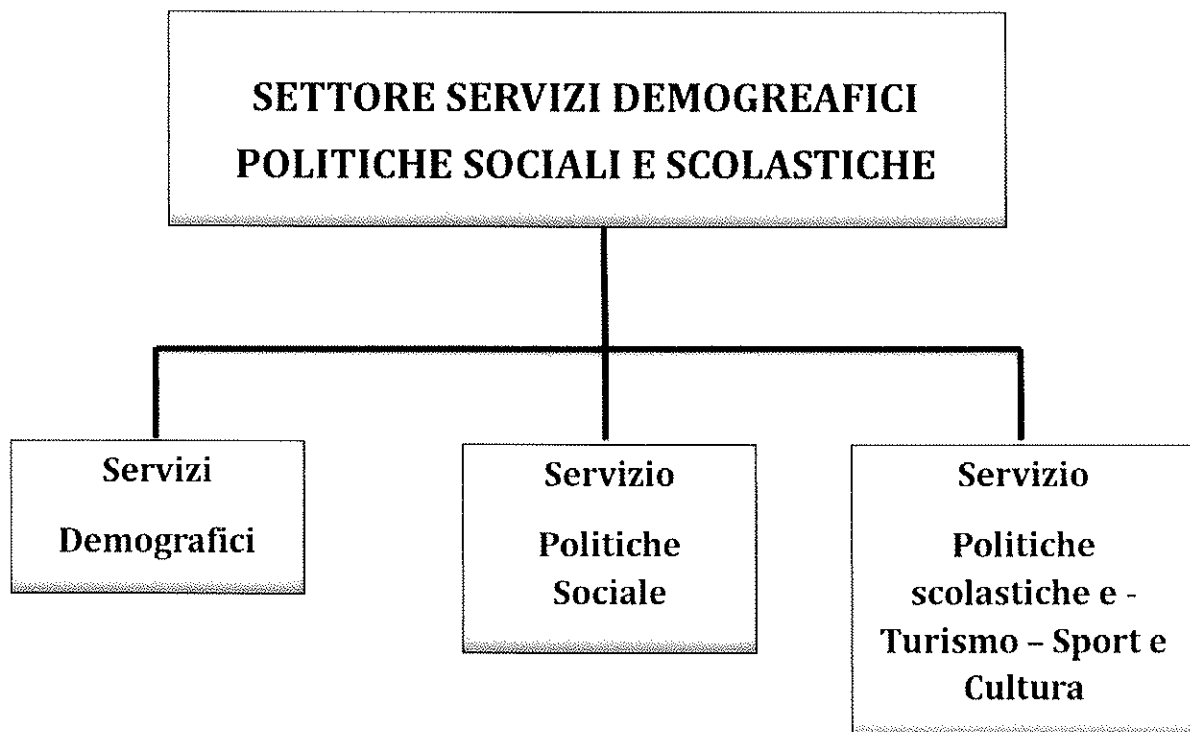 SETTORE SERVIZI DEMOGREAFICI
POLITICHE SOCIALI E SCOLASTICHE
Servizi
Demografici
Servizio
Politiche
Sociale
Servizio
Politiche
scolastiche e -
Turismo – Sport e
Cultura